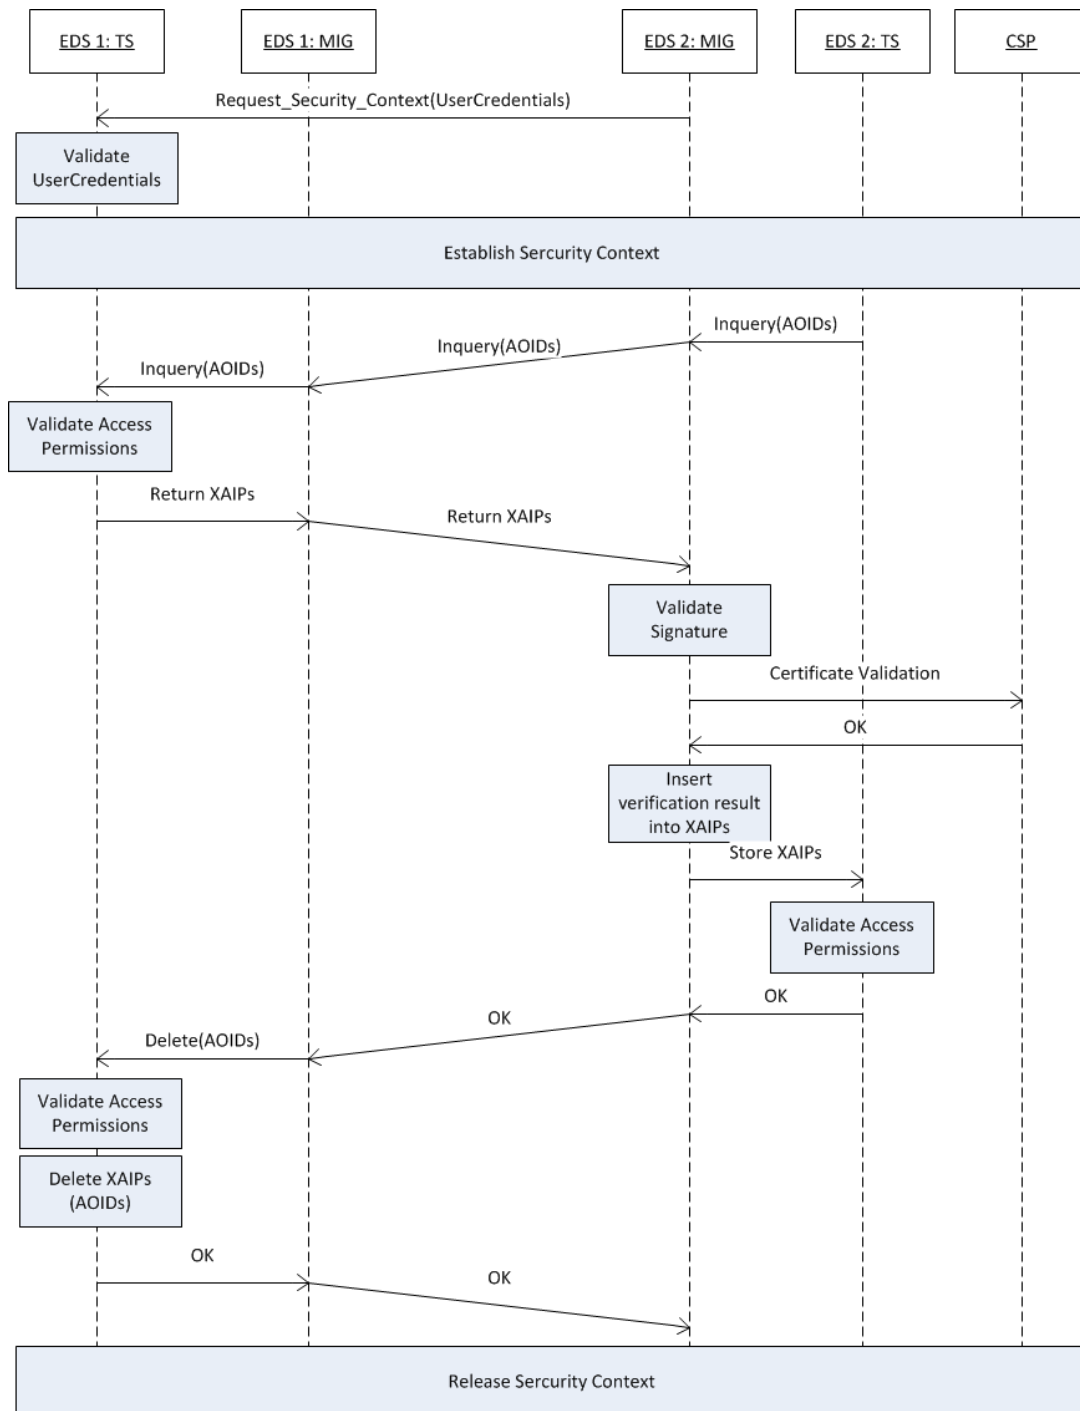 EDS 1: TS
EDS 1: MIG
EDS 2: MIG
EDS 2: TS
CSP
Request_Security_Context(UserCredentials)
Validate
UserCredentials
Establish Sercurity Context
Inquery(AOIDs)
Inquery(AOIDs)
Inquery(AOIDs)
Validate Access
Permissions
Return XAIPs
Return XAIPs
Validate
Signature
Certificate Validation
OK
Insert
verification result
into XAIPs
Store XAIPs
Validate Access
Permissions
OK
OK
Delete(AOIDs)
Validate Access
Permissions
Delete XAIPs
(AOIDs)
OK
OK
Release Sercurity Context